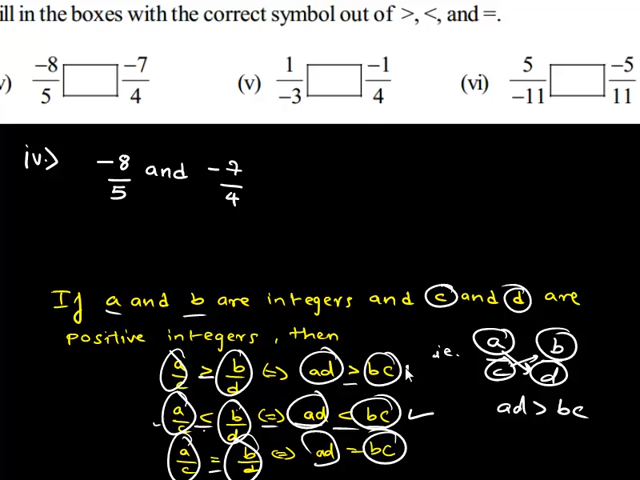 ill in the boxes with the correct symbol out of >, <, and =.
v) −8/5 □ −7/4 (v) 1/−3 □ −1/4 (vi) 5/−11 □ −5/11
iv.) −8/5 and −7/4
If a and b are integers and c and d are
positive integers, then
a/c > b/d ⇔ ad > bc
a/c < b/d ⇔ ad < bc ✓
a/c = b/d ⇔ ad = bc
i.e. a b
c d
ad > bc